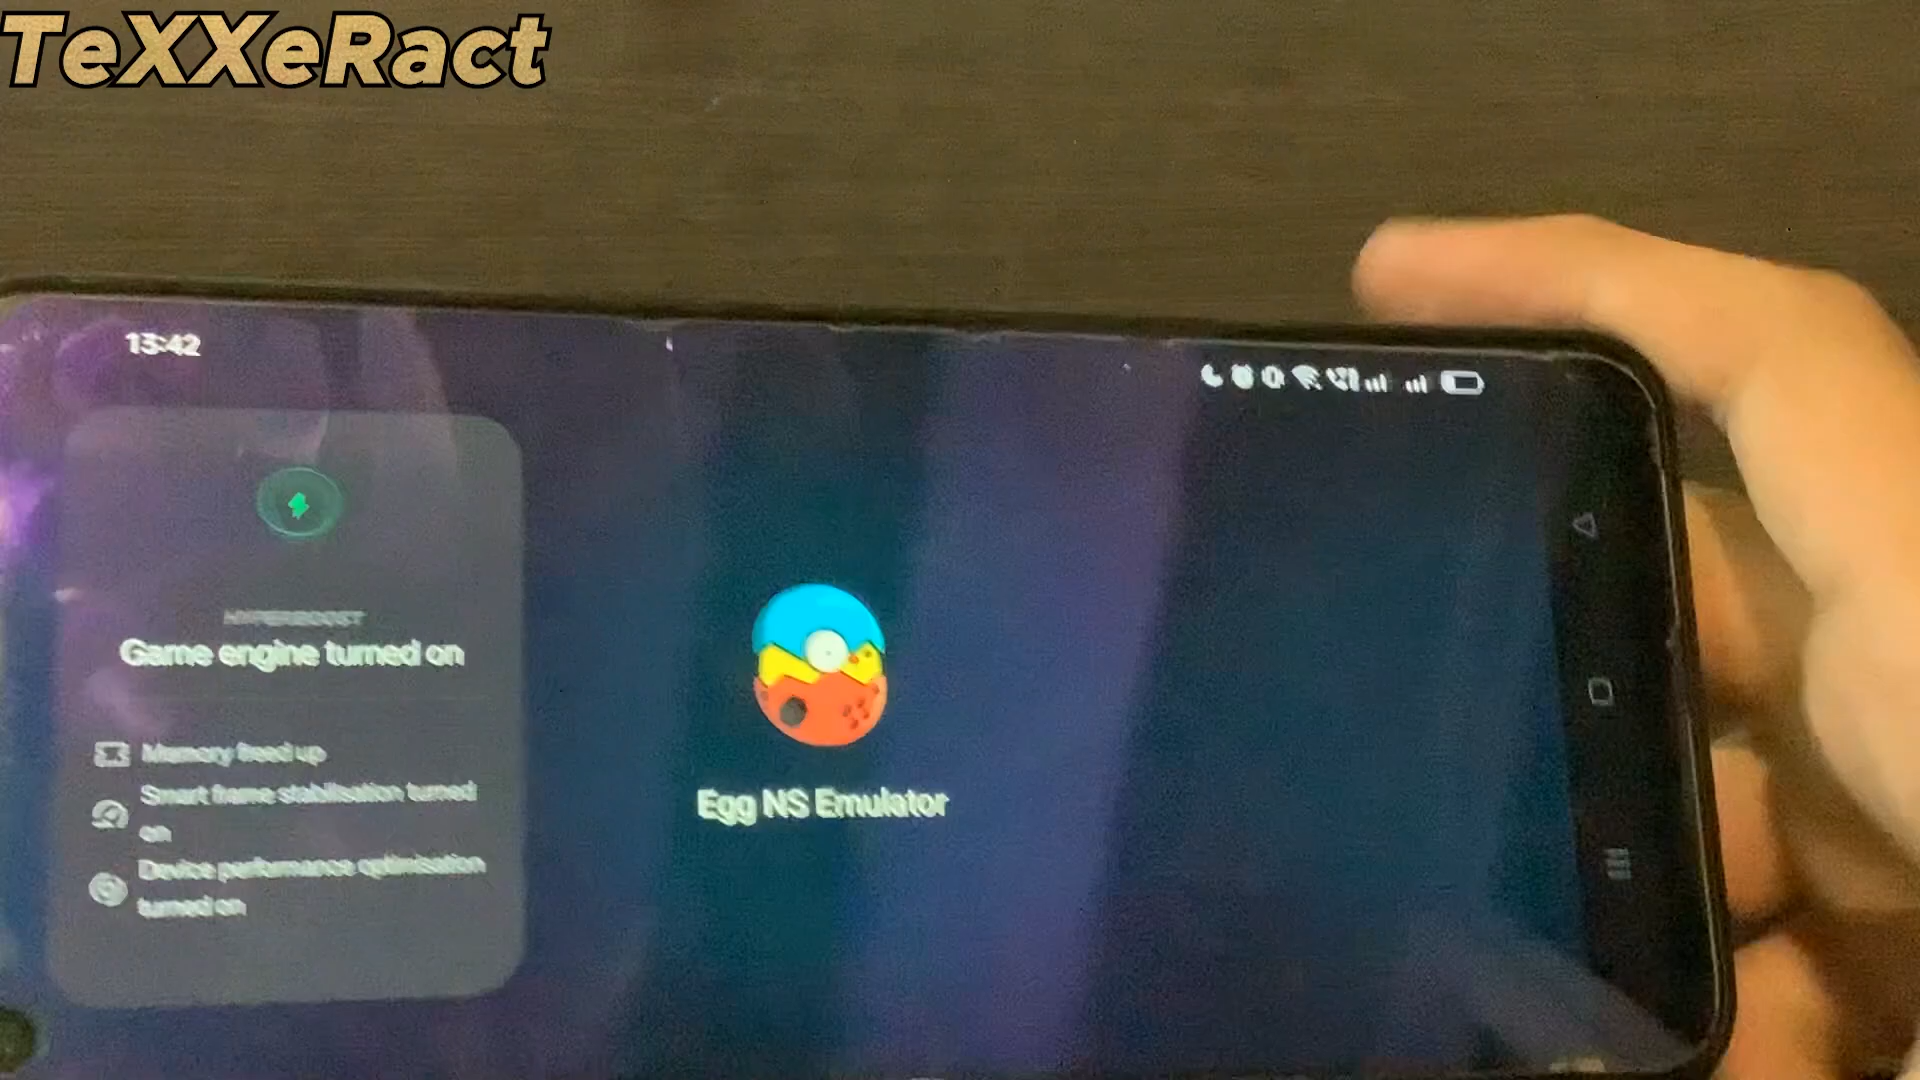 TeXXeRact
13:42
HYPERBOOST
Game engine turned on
Memory freed up
Smart frame stabilisation turned
on
Device performance optimisation
turned on
Egg NS Emulator